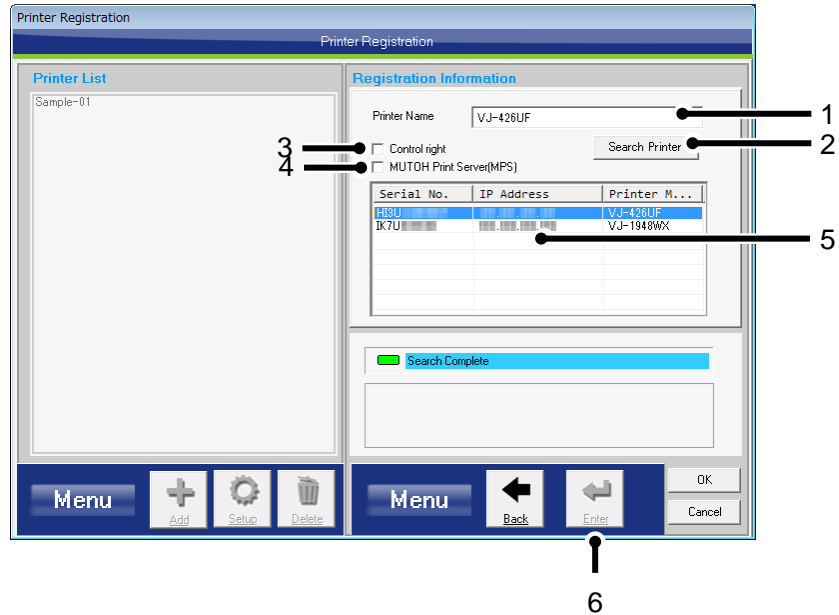 Printer Registration
Printer Registration
Printer List
Sample-01
Menu
Add
Setup
Delete
Registration Information
Printer Name
VJ-426UF
1
Search Printer
2
3
Control right
4
MUTOH Print Server(MPS)
Serial No. IP Address Printer M...
HI3U VJ-426UF
IK7U VJ-1948WX
5
Search Complete
Menu
Back
Enter
OK
Cancel
6